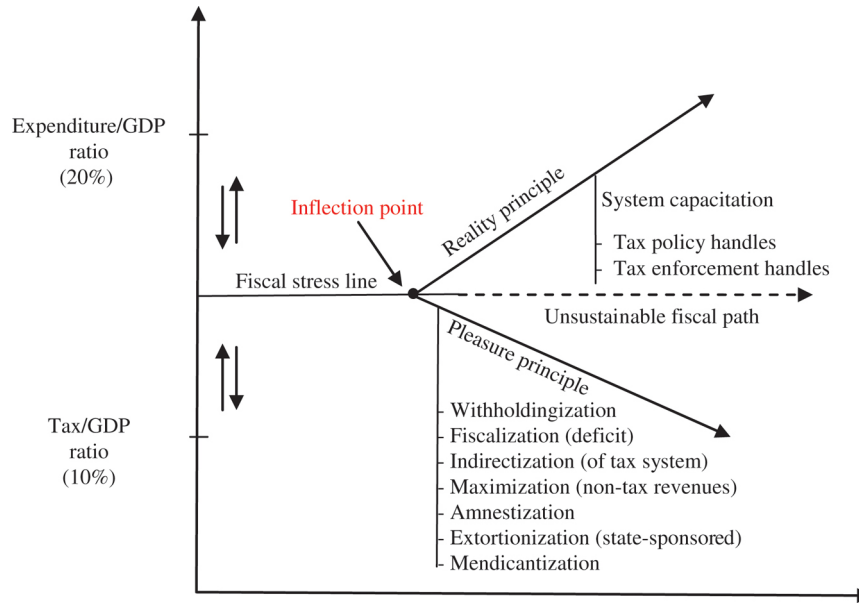 Expenditure/GDP
ratio
(20%)
Inflection point
Reality principle
System capacitation
- Tax policy handles
- Tax enforcement handles
Fiscal stress line
Unsustainable fiscal path
Pleasure principle
Tax/GDP
ratio
(10%)
- Withholdingization
- Fiscalization (deficit)
- Indirectization (of tax system)
- Maximization (non-tax revenues)
- Amnestization
- Extortionization (state-sponsored)
- Mendicantization